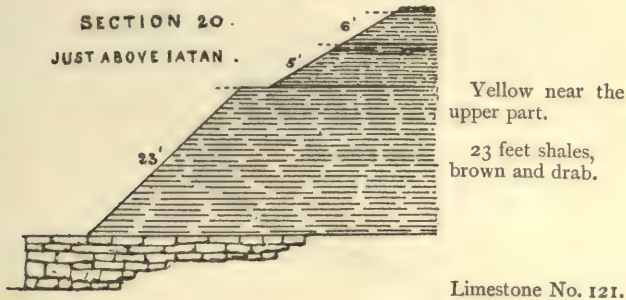 SECTION 20.
JUST ABOVE IATAN.
6'
5'
23'
Yellow near the
upper part.
23 feet shales,
brown and drab.
Limestone No. 121.